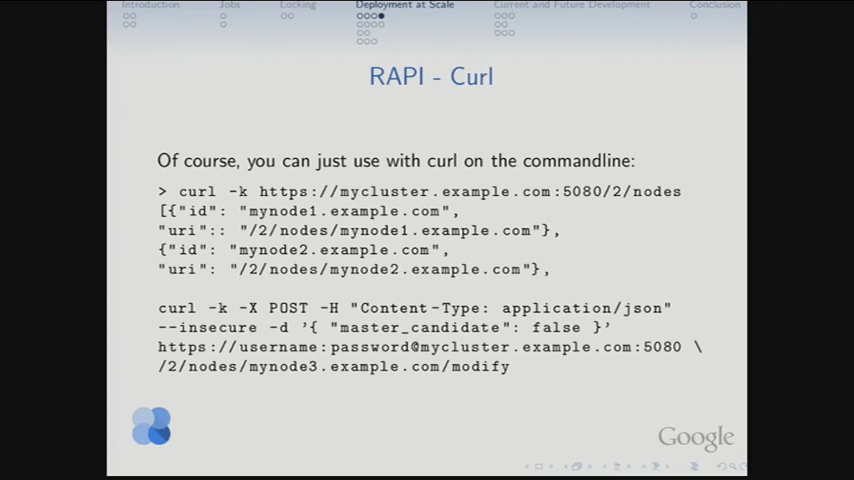 Introduction Jobs Locking Deployment at Scale Current and Future Development Conclusion
RAPI - Curl
Of course, you can just use with curl on the commandline:
> curl -k https://mycluster.example.com:5080/2/nodes
[{"id": "mynode1.example.com",
"uri":: "/2/nodes/mynode1.example.com"},
{"id": "mynode2.example.com",
"uri": "/2/nodes/mynode2.example.com"},
curl -k -X POST -H "Content-Type: application/json"
--insecure -d '{ "master_candidate": false }'
https://username:password@mycluster.example.com:5080 \
/2/nodes/mynode3.example.com/modify
Google